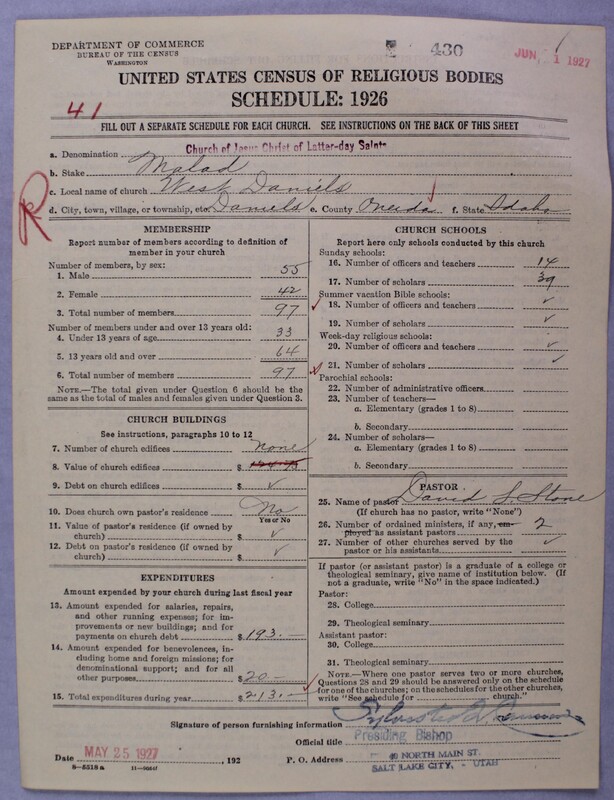 DEPARTMENT OF COMMERCE
BUREAU OF THE CENSUS
WASHINGTON
430
JUN 1 1927
UNITED STATES CENSUS OF RELIGIOUS BODIES
SCHEDULE: 1926
41
FILL OUT A SEPARATE SCHEDULE FOR EACH CHURCH. SEE INSTRUCTIONS ON THE BACK OF THIS SHEET
a. Denomination Church of Jesus Christ of Latter-day Saints
b. Stake Malad
c. Local name of church West Daniels
d. City, town, village, or township, etc. Daniels e. County Oneida f. State Idaho
R
MEMBERSHIP
Report number of members according to definition of
member in your church
Number of members, by sex:
1. Male 55
2. Female 42
3. Total number of members 97
Number of members under and over 13 years old:
4. Under 13 years of age 33
5. 13 years old and over 64
6. Total number of members 97
NOTE.—The total given under Question 6 should be the
same as the total of males and females given under Question 3.
CHURCH BUILDINGS
See instructions, paragraphs 10 to 12
7. Number of church edifices none
8. Value of church edifices $
9. Debt on church edifices $ ✓
10. Does church own pastor's residence? No
Yes or No
11. Value of pastor's residence (if owned by
church) $ ✓
12. Debt on pastor's residence (if owned by
church) $ ✓
EXPENDITURES
Amount expended by your church during last fiscal year
13. Amount expended for salaries, repairs,
and other running expenses; for im-
provements or new buildings; and for
payments on church debt $ 193.—
14. Amount expended for benevolences, in-
cluding home and foreign missions; for
denominational support; and for all
other purposes $ 20—
15. Total expenditures during year $ 213.—
CHURCH SCHOOLS
Report here only schools conducted by this church
Sunday schools:
16. Number of officers and teachers 14
17. Number of scholars 39
Summer vacation Bible schools:
18. Number of officers and teachers ✓
19. Number of scholars ✓
Week-day religious schools:
20. Number of officers and teachers ✓
21. Number of scholars ✓
Parochial schools:
22. Number of administrative officers
23. Number of teachers—
a. Elementary (grades 1 to 8)
b. Secondary
24. Number of scholars—
a. Elementary (grades 1 to 8)
b. Secondary
PASTOR
25. Name of pastor David S. Stone
(If church has no pastor, write "None")
26. Number of ordained ministers, if any, em-
ployed as assistant pastors 2
27. Number of other churches served by the
pastor or his assistants ✓
If pastor (or assistant pastor) is a graduate of a college or
theological seminary, give name of institution below. (If
not a graduate, write "No" in the space indicated.)
Pastor:
28. College
29. Theological seminary
Assistant pastor:
30. College
31. Theological seminary
NOTE.—Where one pastor serves two or more churches,
Questions 28 and 29 should be answered only on the schedule
for one of the churches; on the schedules for the other churches,
write "See schedule for church."
Signature of person furnishing information Sylvester Q. Cannon
Official title Presiding Bishop
Date MAY 25 1927, 192 P. O. Address 40 NORTH MAIN ST.
SALT LAKE CITY, UTAH
8—5518a